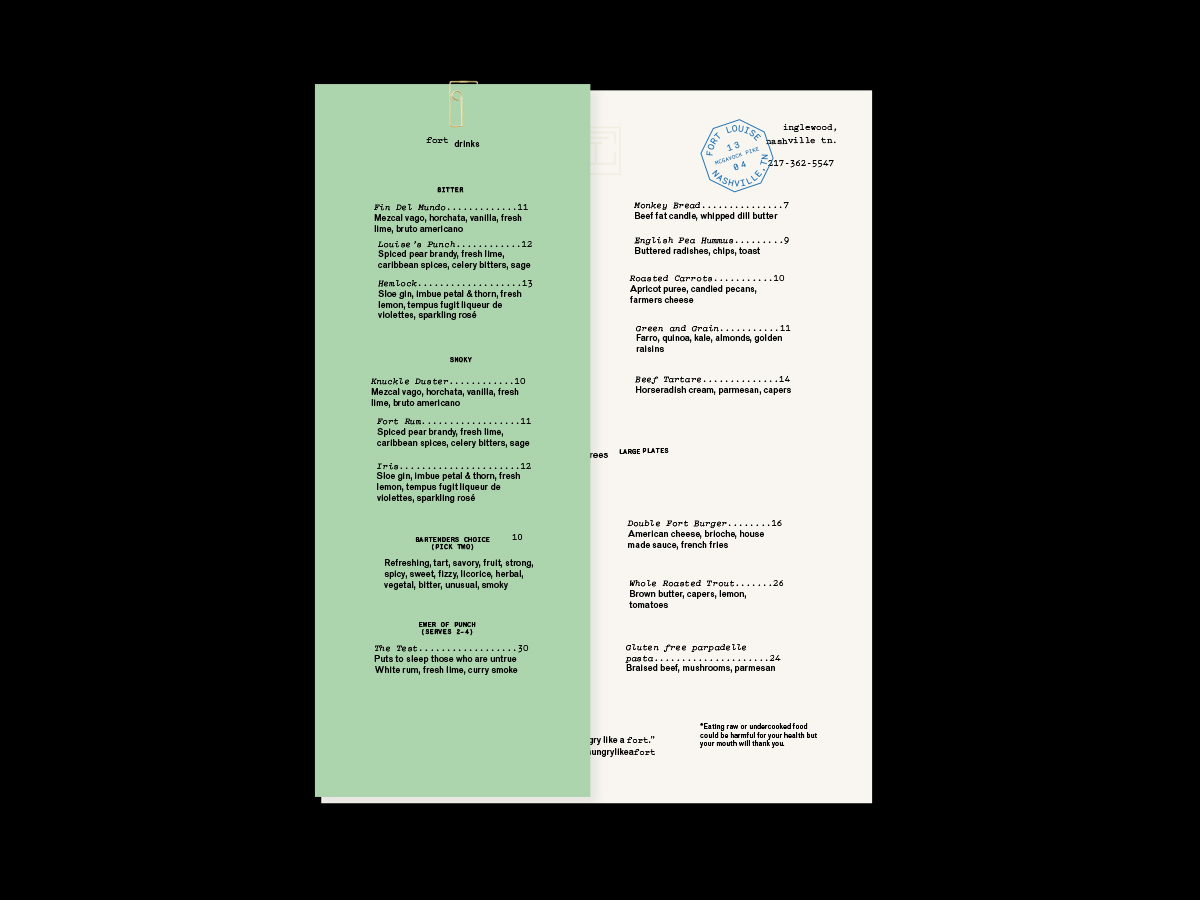 fort drinks
BITTER
Fin Del Mundo.............11
Mezcal vago, horchata, vanilla, fresh
lime, bruto americano
Louise's Punch............12
Spiced pear brandy, fresh lime,
caribbean spices, celery bitters, sage
Hemlock...................13
Sloe gin, imbue petal & thorn, fresh
lemon, tempus fugit liqueur de
violettes, sparkling rosé
SMOKY
Knuckle Duster............10
Mezcal vago, horchata, vanilla, fresh
lime, bruto americano
Fort Rum..................11
Spiced pear brandy, fresh lime,
caribbean spices, celery bitters, sage
Iris......................12
Sloe gin, imbue petal & thorn, fresh
lemon, tempus fugit liqueur de
violettes, sparkling rosé
BARTENDERS CHOICE 10
(PICK TWO)
Refreshing, tart, savory, fruit, strong,
spicy, sweet, fizzy, licorice, herbal,
vegetal, bitter, unusual, smoky
EWER OF PUNCH
(SERVES 2-4)
The Test..................30
Puts to sleep those who are untrue
White rum, fresh lime, curry smoke
FORT LOUISE
13
MCGAVOCK PIKE
04
NASHVILLE, TN
inglewood,
nashville tn.
217-362-5547
Monkey Bread...............7
Beef fat candle, whipped dill butter
English Pea Hummus.........9
Buttered radishes, chips, toast
Roasted Carrots...........10
Apricot puree, candied pecans,
farmers cheese
Green and Grain...........11
Farro, quinoa, kale, almonds, golden
raisins
Beef Tartare..............14
Horseradish cream, parmesan, capers
rees LARGE PLATES
Double Fort Burger........16
American cheese, brioche, house
made sauce, french fries
Whole Roasted Trout.......26
Brown butter, capers, lemon,
tomatoes
Gluten free parpadelle
pasta.....................24
Braised beef, mushrooms, parmesan
gry like a fort."
ungrylikeafort
*Eating raw or undercooked food
could be harmful for your health but
your mouth will thank you.